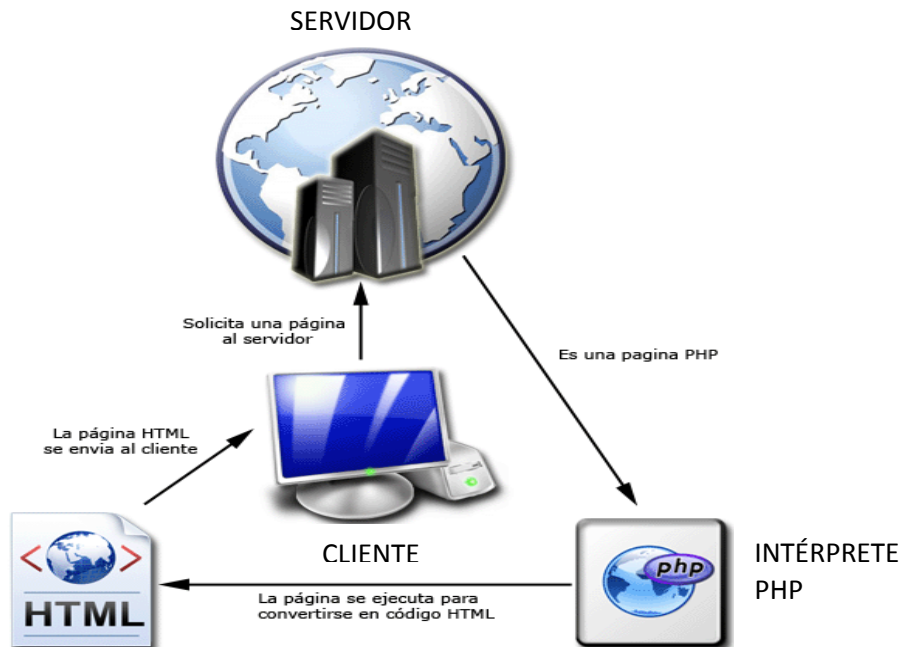 SERVIDOR
Solicita una página
al servidor
Es una pagina PHP
La página HTML
se envia al cliente
CLIENTE
php
INTÉRPRETE
PHP
< >
HTML
La página se ejecuta para
convertirse en código HTML